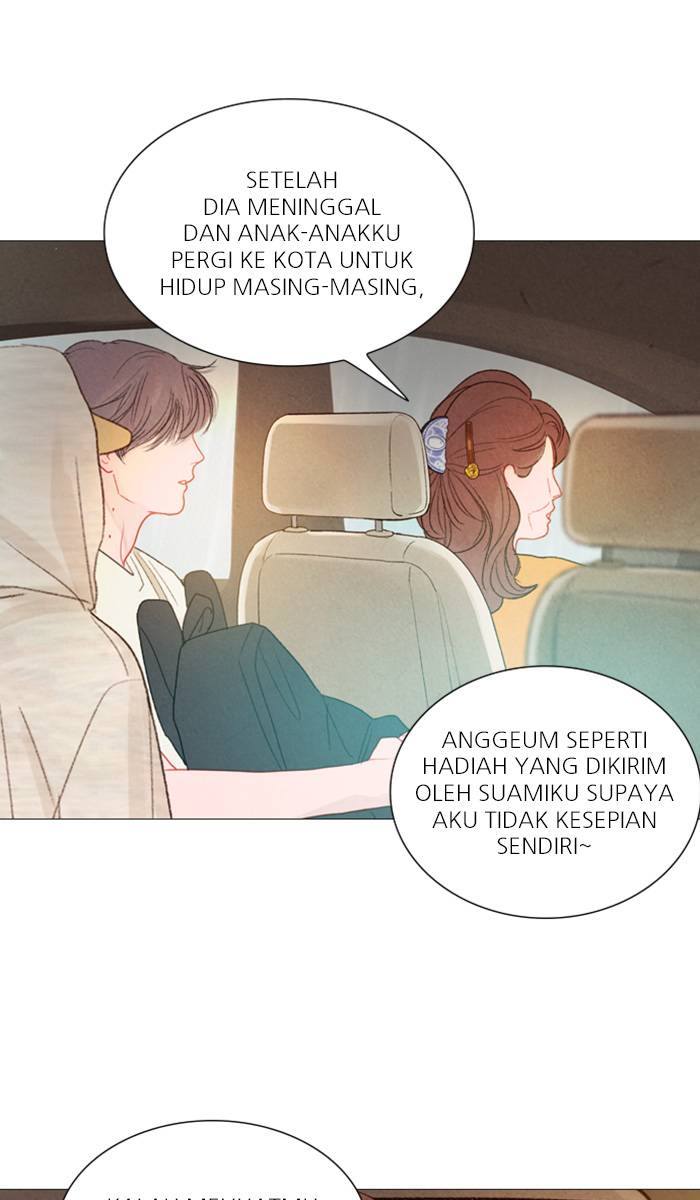 SETELAH
DIA MENINGGAL
DAN ANAK-ANAKKU
PERGI KE KOTA UNTUK
HIDUP MASING-MASING,
ANGGEUM SEPERTI
HADIAH YANG DIKIRIM
OLEH SUAMIKU SUPAYA
AKU TIDAK KESEPIAN
SENDIRI~